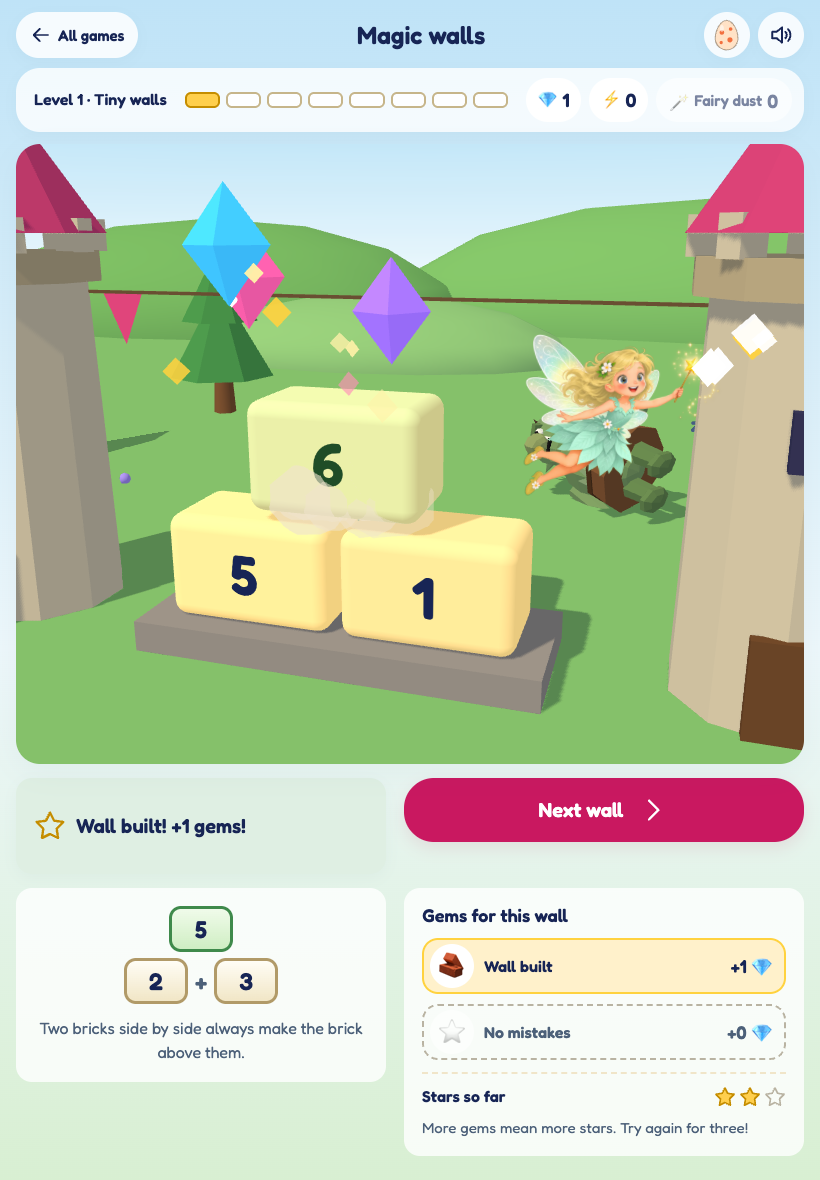 All games
Magic walls
Level 1 · Tiny walls
1
0
Fairy dust 0
6
5
1
Wall built! +1 gems!
Next wall
5
2 + 3
Two bricks side by side always make the brick
above them.
Gems for this wall
Wall built
+1
No mistakes
+0
Stars so far
More gems mean more stars. Try again for three!